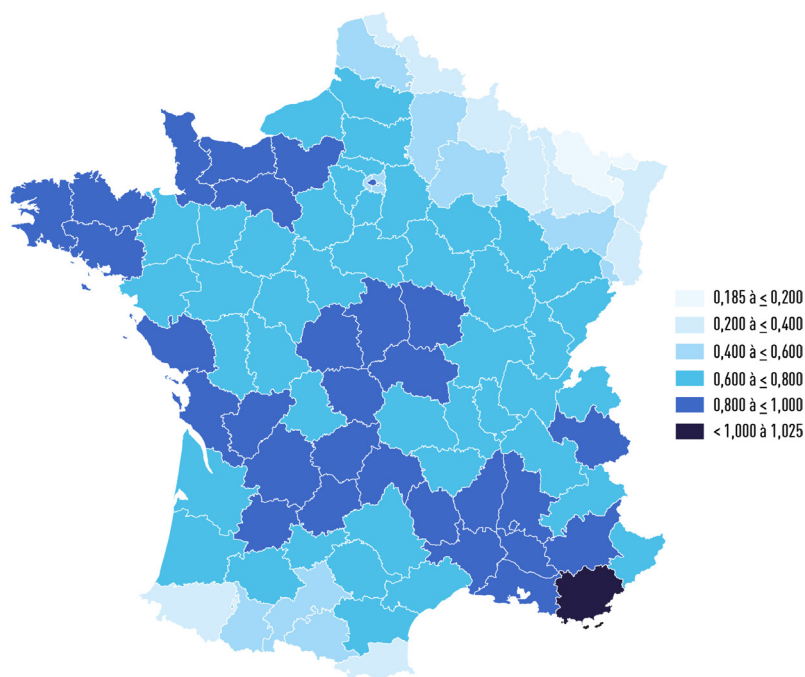 0,185 à ≤ 0,200
0,200 à ≤ 0,400
0,400 à ≤ 0,600
0,600 à ≤ 0,800
0,800 à ≤ 1,000
< 1,000 à 1,025